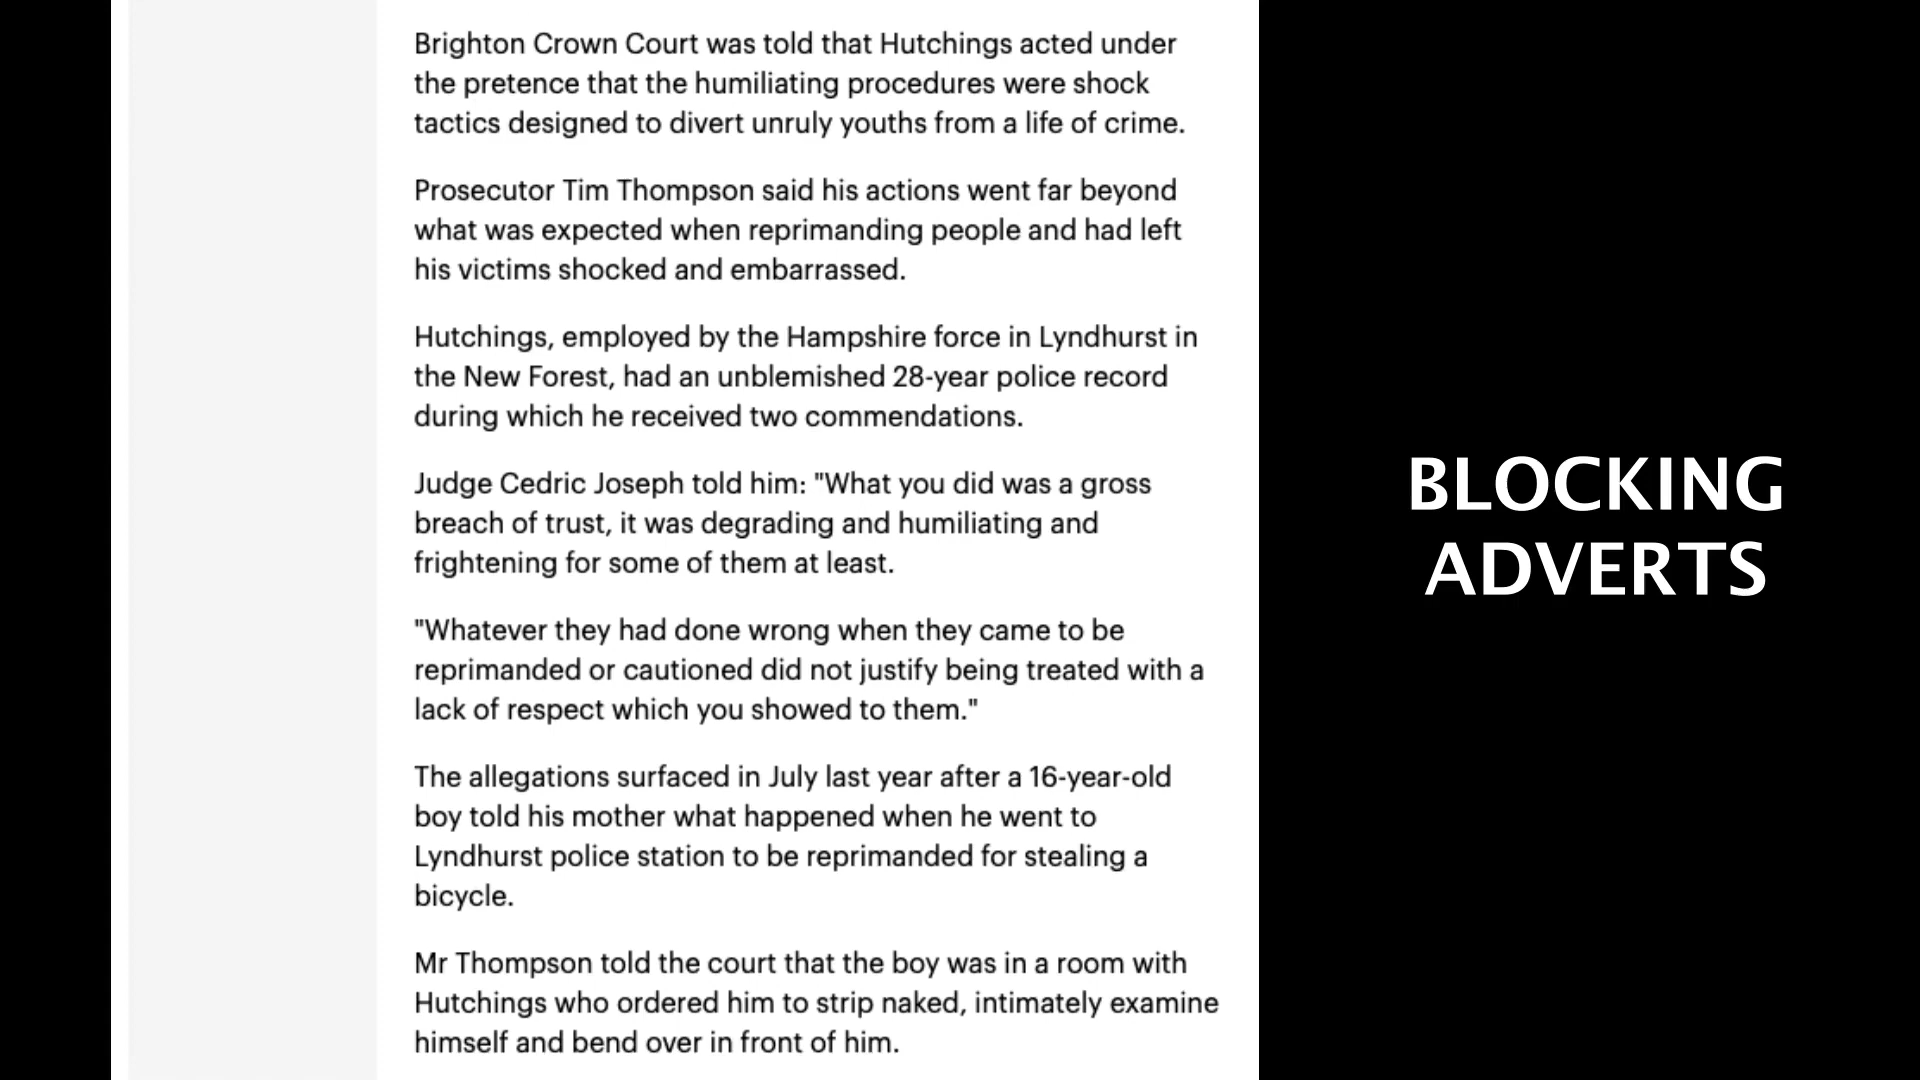 Brighton Crown Court was told that Hutchings acted under
the pretence that the humiliating procedures were shock
tactics designed to divert unruly youths from a life of crime.
Prosecutor Tim Thompson said his actions went far beyond
what was expected when reprimanding people and had left
his victims shocked and embarrassed.
Hutchings, employed by the Hampshire force in Lyndhurst in
the New Forest, had an unblemished 28-year police record
during which he received two commendations.
Judge Cedric Joseph told him: "What you did was a gross
breach of trust, it was degrading and humiliating and
frightening for some of them at least.
"Whatever they had done wrong when they came to be
reprimanded or cautioned did not justify being treated with a
lack of respect which you showed to them."
The allegations surfaced in July last year after a 16-year-old
boy told his mother what happened when he went to
Lyndhurst police station to be reprimanded for stealing a
bicycle.
Mr Thompson told the court that the boy was in a room with
Hutchings who ordered him to strip naked, intimately examine
himself and bend over in front of him.
BLOCKING
ADVERTS